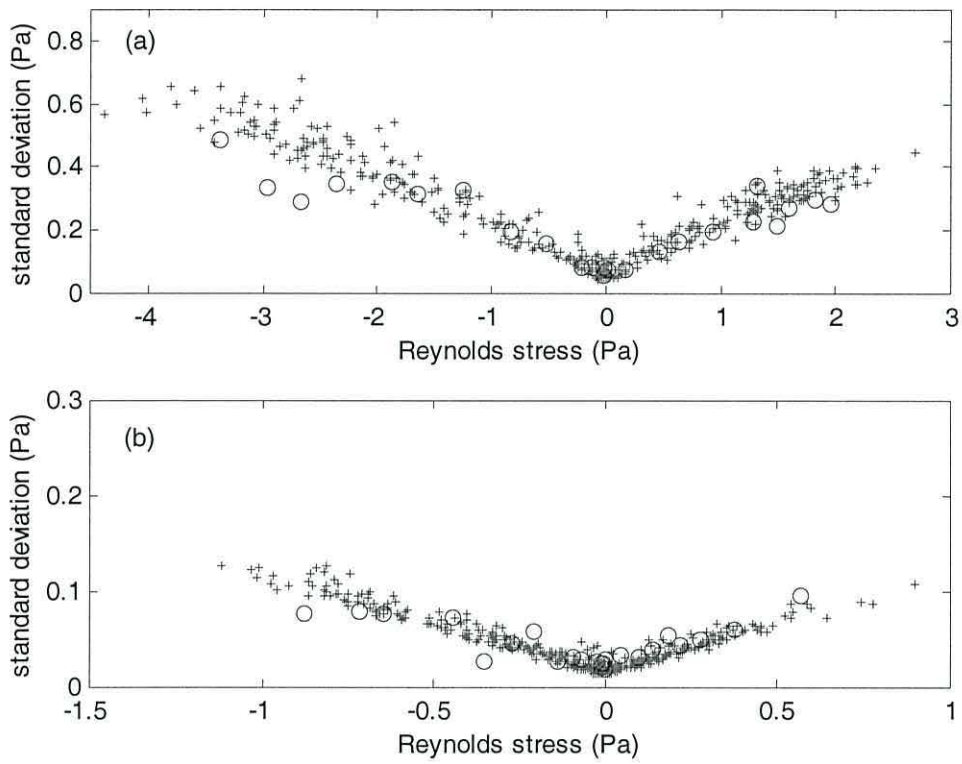 (a)
standard deviation (Pa)
0.8
0.6
0.4
0.2
0
-4 -3 -2 -1 0 1 2 3
Reynolds stress (Pa)
(b)
standard deviation (Pa)
0.3
0.2
0.1
0
-1.5 -1 -0.5 0 0.5 1
Reynolds stress (Pa)